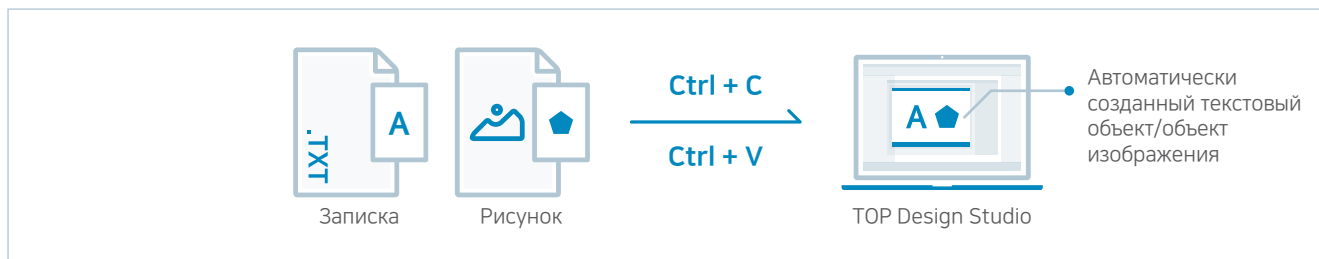 .TXT
A
Записка
Рисунок
Ctrl + C
Ctrl + V
A
TOP Design Studio
Автоматически
созданный текстовый
объект/объект
изображения